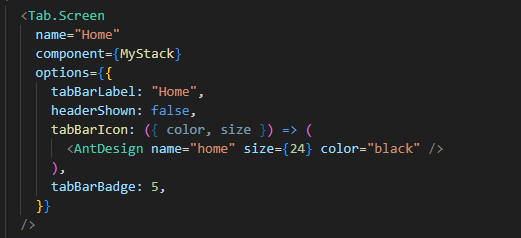 <Tab.Screen
name="Home"
component={MyStack}
options={{
tabBarLabel: "Home",
headerShown: false,
tabBarIcon: ({ color, size }) => (
<AntDesign name="home" size={24} color="black" />
),
tabBarBadge: 5,
}}
/>